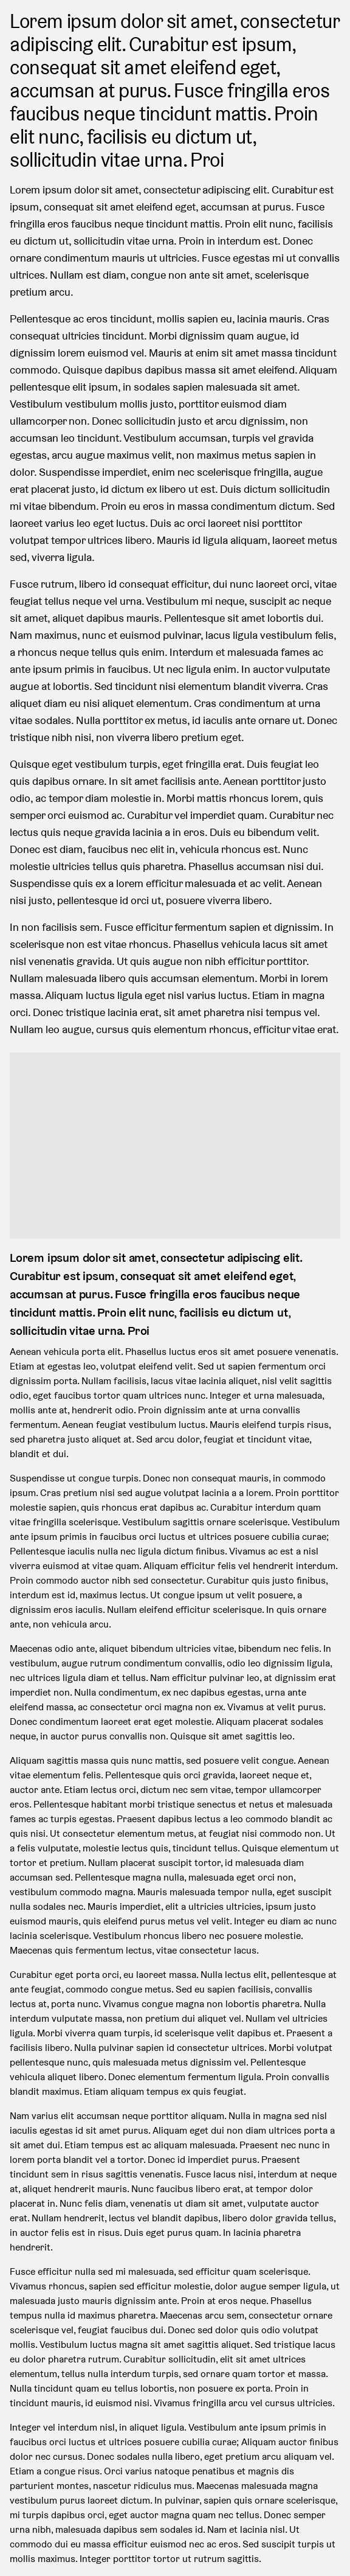 Lorem ipsum dolor sit amet, consectetur
adipiscing elit. Curabitur est ipsum,
consequat sit amet eleifend eget,
accumsan at purus. Fusce fringilla eros
faucibus neque tincidunt mattis. Proin
elit nunc, facilisis eu dictum ut,
sollicitudin vitae urna. Proi
Lorem ipsum dolor sit amet, consectetur adipiscing elit. Curabitur est
ipsum, consequat sit amet eleifend eget, accumsan at purus. Fusce
fringilla eros faucibus neque tincidunt mattis. Proin elit nunc, facilisis
eu dictum ut, sollicitudin vitae urna. Proin in interdum est. Donec
ornare condimentum mauris ut ultricies. Fusce egestas mi ut convallis
ultrices. Nullam est diam, congue non ante sit amet, scelerisque
pretium arcu.
Pellentesque ac eros tincidunt, mollis sapien eu, lacinia mauris. Cras
consequat ultricies tincidunt. Morbi dignissim quam augue, id
dignissim lorem euismod vel. Mauris at enim sit amet massa tincidunt
commodo. Quisque dapibus dapibus massa sit amet eleifend. Aliquam
pellentesque elit ipsum, in sodales sapien malesuada sit amet.
Vestibulum vestibulum mollis justo, porttitor euismod diam
ullamcorper non. Donec sollicitudin justo et arcu dignissim, non
accumsan leo tincidunt. Vestibulum accumsan, turpis vel gravida
egestas, arcu augue maximus velit, non maximus metus sapien in
dolor. Suspendisse imperdiet, enim nec scelerisque fringilla, augue
erat placerat justo, id dictum ex libero ut est. Duis dictum sollicitudin
mi vitae bibendum. Proin eu eros in massa condimentum dictum. Sed
laoreet varius leo eget luctus. Duis ac orci laoreet nisi porttitor
volutpat tempor ultrices libero. Mauris id ligula aliquam, laoreet metus
sed, viverra ligula.
Fusce rutrum, libero id consequat efficitur, dui nunc laoreet orci, vitae
feugiat tellus neque vel urna. Vestibulum mi neque, suscipit ac neque
sit amet, aliquet dapibus mauris. Pellentesque sit amet lobortis dui.
Nam maximus, nunc et euismod pulvinar, lacus ligula vestibulum felis,
a rhoncus neque tellus quis enim. Interdum et malesuada fames ac
ante ipsum primis in faucibus. Ut nec ligula enim. In auctor vulputate
augue at lobortis. Sed tincidunt nisi elementum blandit viverra. Cras
aliquet diam eu nisi aliquet elementum. Cras condimentum at urna
vitae sodales. Nulla porttitor ex metus, id iaculis ante ornare ut. Donec
tristique nibh nisi, non viverra libero pretium eget.
Quisque eget vestibulum turpis, eget fringilla erat. Duis feugiat leo
quis dapibus ornare. In sit amet facilisis ante. Aenean porttitor justo
odio, ac tempor diam molestie in. Morbi mattis rhoncus lorem, quis
semper orci euismod ac. Curabitur vel imperdiet quam. Curabitur nec
lectus quis neque gravida lacinia a in eros. Duis eu bibendum velit.
Donec est diam, faucibus nec elit in, vehicula rhoncus est. Nunc
molestie ultricies tellus quis pharetra. Phasellus accumsan nisi dui.
Suspendisse quis ex a lorem efficitur malesuada et ac velit. Aenean
nisi justo, pellentesque id orci ut, posuere viverra libero.
In non facilisis sem. Fusce efficitur fermentum sapien et dignissim. In
scelerisque non est vitae rhoncus. Phasellus vehicula lacus sit amet
nisl venenatis gravida. Ut quis augue non nibh efficitur porttitor.
Nullam malesuada libero quis accumsan elementum. Morbi in lorem
massa. Aliquam luctus ligula eget nisl varius luctus. Etiam in magna
orci. Donec tristique lacinia erat, sit amet pharetra nisi tempus vel.
Nullam leo augue, cursus quis elementum rhoncus, efficitur vitae erat.
Lorem ipsum dolor sit amet, consectetur adipiscing elit.
Curabitur est ipsum, consequat sit amet eleifend eget,
accumsan at purus. Fusce fringilla eros faucibus neque
tincidunt mattis. Proin elit nunc, facilisis eu dictum ut,
sollicitudin vitae urna. Proi
Aenean vehicula porta elit. Phasellus luctus eros sit amet posuere venenatis.
Etiam at egestas leo, volutpat eleifend velit. Sed ut sapien fermentum orci
dignissim porta. Nullam facilisis, lacus vitae lacinia aliquet, nisl velit sagittis
odio, eget faucibus tortor quam ultrices nunc. Integer et urna malesuada,
mollis ante at, hendrerit odio. Proin dignissim ante at urna convallis
fermentum. Aenean feugiat vestibulum luctus. Mauris eleifend turpis risus,
sed pharetra justo aliquet at. Sed arcu dolor, feugiat et tincidunt vitae,
blandit et dui.
Suspendisse ut congue turpis. Donec non consequat mauris, in commodo
ipsum. Cras pretium nisi sed augue volutpat lacinia a a lorem. Proin porttitor
molestie sapien, quis rhoncus erat dapibus ac. Curabitur interdum quam
vitae fringilla scelerisque. Vestibulum sagittis ornare scelerisque. Vestibulum
ante ipsum primis in faucibus orci luctus et ultrices posuere cubilia curae;
Pellentesque iaculis nulla nec ligula dictum finibus. Vivamus ac est a nisl
viverra euismod at vitae quam. Aliquam efficitur felis vel hendrerit interdum.
Proin commodo auctor nibh sed consectetur. Curabitur quis justo finibus,
interdum est id, maximus lectus. Ut congue ipsum ut velit posuere, a
dignissim eros iaculis. Nullam eleifend efficitur scelerisque. In quis ornare
ante, non vehicula arcu.
Maecenas odio ante, aliquet bibendum ultricies vitae, bibendum nec felis. In
vestibulum, augue rutrum condimentum convallis, odio leo dignissim ligula,
nec ultrices ligula diam et tellus. Nam efficitur pulvinar leo, at dignissim erat
imperdiet non. Nulla condimentum, ex nec dapibus egestas, urna ante
eleifend massa, ac consectetur orci magna non ex. Vivamus at velit purus.
Donec condimentum laoreet erat eget molestie. Aliquam placerat sodales
neque, in auctor purus convallis non. Quisque sit amet sagittis leo.
Aliquam sagittis massa quis nunc mattis, sed posuere velit congue. Aenean
vitae elementum felis. Pellentesque quis orci gravida, laoreet neque et,
auctor ante. Etiam lectus orci, dictum nec sem vitae, tempor ullamcorper
eros. Pellentesque habitant morbi tristique senectus et netus et malesuada
fames ac turpis egestas. Praesent dapibus lectus a leo commodo blandit ac
quis nisi. Ut consectetur elementum metus, at feugiat nisi commodo non. Ut
a felis vulputate, molestie lectus quis, tincidunt tellus. Quisque elementum ut
tortor et pretium. Nullam placerat suscipit tortor, id malesuada diam
accumsan sed. Pellentesque magna nulla, malesuada eget orci non,
vestibulum commodo magna. Mauris malesuada tempor nulla, eget suscipit
nulla sodales nec. Mauris imperdiet, elit a ultricies ultricies, ipsum justo
euismod mauris, quis eleifend purus metus vel velit. Integer eu diam ac nunc
lacinia scelerisque. Vestibulum rhoncus libero nec posuere molestie.
Maecenas quis fermentum lectus, vitae consectetur lacus.
Curabitur eget porta orci, eu laoreet massa. Nulla lectus elit, pellentesque at
ante feugiat, commodo congue metus. Sed eu sapien facilisis, convallis
lectus at, porta nunc. Vivamus congue magna non lobortis pharetra. Nulla
interdum vulputate massa, non pretium dui aliquet vel. Nullam vel ultricies
ligula. Morbi viverra quam turpis, id scelerisque velit dapibus et. Praesent a
facilisis libero. Nulla pulvinar sapien id consectetur ultrices. Morbi volutpat
pellentesque nunc, quis malesuada metus dignissim vel. Pellentesque
vehicula aliquet libero. Donec elementum fermentum ligula. Proin convallis
blandit maximus. Etiam aliquam tempus ex quis feugiat.
Nam varius elit accumsan neque porttitor aliquam. Nulla in magna sed nisl
iaculis egestas id sit amet purus. Aliquam eget dui non diam ultrices porta a
sit amet dui. Etiam tempus est ac aliquam malesuada. Praesent nec nunc in
lorem porta blandit vel a tortor. Donec id imperdiet purus. Praesent
tincidunt sem in risus sagittis venenatis. Fusce lacus nisi, interdum at neque
at, aliquet hendrerit mauris. Nunc faucibus libero erat, at tempor dolor
placerat in. Nunc felis diam, venenatis ut diam sit amet, vulputate auctor
erat. Nullam hendrerit, lectus vel blandit dapibus, libero dolor gravida tellus,
in auctor felis est in risus. Duis eget purus quam. In lacinia pharetra
hendrerit.
Fusce efficitur nulla sed mi malesuada, sed efficitur quam scelerisque.
Vivamus rhoncus, sapien sed efficitur molestie, dolor augue semper ligula, ut
malesuada justo mauris dignissim ante. Proin at eros neque. Phasellus
tempus nulla id maximus pharetra. Maecenas arcu sem, consectetur ornare
scelerisque vel, feugiat faucibus dui. Donec sed dolor quis odio volutpat
mollis. Vestibulum luctus magna sit amet sagittis aliquet. Sed tristique lacus
eu dolor pharetra rutrum. Curabitur sollicitudin, elit sit amet ultrices
elementum, tellus nulla interdum turpis, sed ornare quam tortor et massa.
Nulla tincidunt quam eu tellus lobortis, non posuere ex porta. Proin in
tincidunt mauris, id euismod nisi. Vivamus fringilla arcu vel cursus ultricies.
Integer vel interdum nisl, in aliquet ligula. Vestibulum ante ipsum primis in
faucibus orci luctus et ultrices posuere cubilia curae; Aliquam auctor finibus
dolor nec cursus. Donec sodales nulla libero, eget pretium arcu aliquam vel.
Etiam a congue risus. Orci varius natoque penatibus et magnis dis
parturient montes, nascetur ridiculus mus. Maecenas malesuada magna
vestibulum purus laoreet dictum. In pulvinar, sapien quis ornare scelerisque,
mi turpis dapibus orci, eget auctor magna quam nec tellus. Donec semper
urna nibh, malesuada dapibus sem sodales id. Nam et lacinia nisl. Ut
commodo dui eu massa efficitur euismod nec ac eros. Sed suscipit turpis ut
mollis maximus. Integer porttitor tortor ut rutrum sagittis.